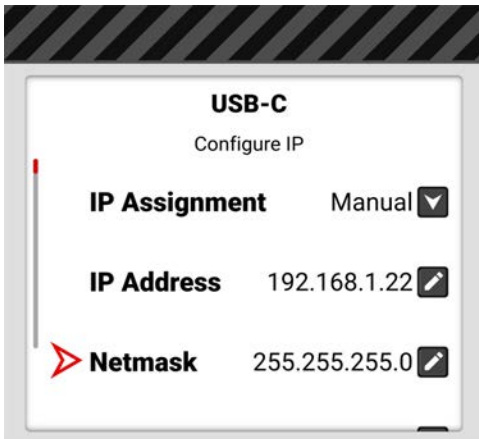 USB-C
Configure IP
IP Assignment Manual
IP Address 192.168.1.22
Netmask 255.255.255.0